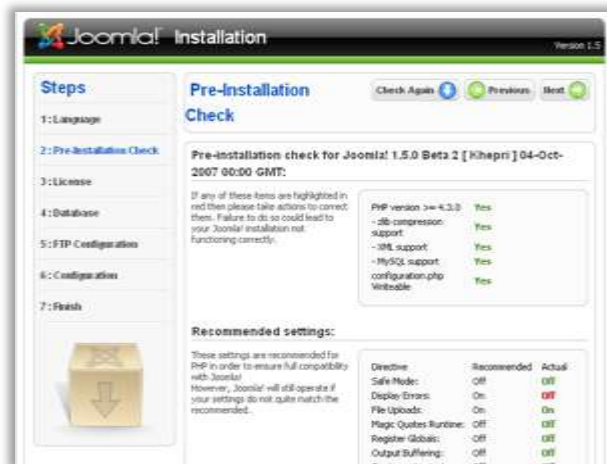 Joomla! Installation
Version 1.5
Steps
1 : Language
2 : Pre-Installation Check
3 : License
4 : Database
5 : FTP Configuration
6 : Configuration
7 : Finish
Pre-Installation
Check
Check Again
Previous
Next
Pre-installation check for Joomla! 1.5.0 Beta 2 [ Khepri ] 04-Oct-
2007 00:00 GMT:
If any of these items are highlighted in
red then please take actions to correct
them. Failure to do so could lead to
your Joomla! installation not
functioning correctly.
PHP version >= 4.3.0 Yes
- zlib compression
support Yes
- XML support Yes
- MySQL support Yes
configuration.php
Writeable Yes
Recommended settings:
These settings are recommended for
PHP in order to ensure full compatibility
with Joomla!
However, Joomla! will still operate if
your settings do not quite match the
recommended.
Directive Recommended Actual
Safe Mode: Off Off
Display Errors: On Off
File Uploads: On On
Magic Quotes Runtime: Off Off
Register Globals: Off Off
Output Buffering: Off Off